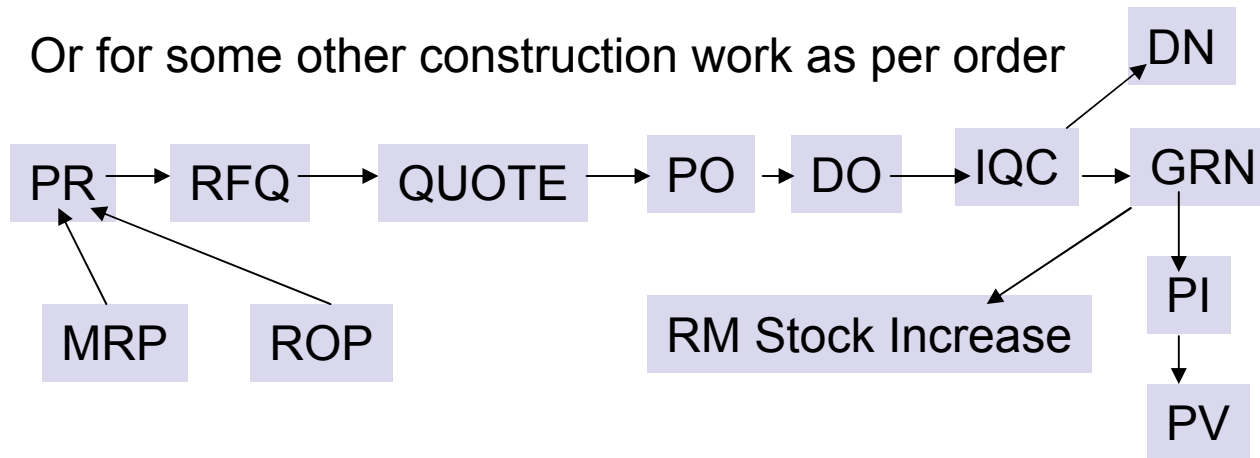 Or for some other construction work as per order
DN
PR
RFQ
QUOTE
PO
DO
IQC
GRN
MRP
ROP
RM Stock Increase
PI
PV